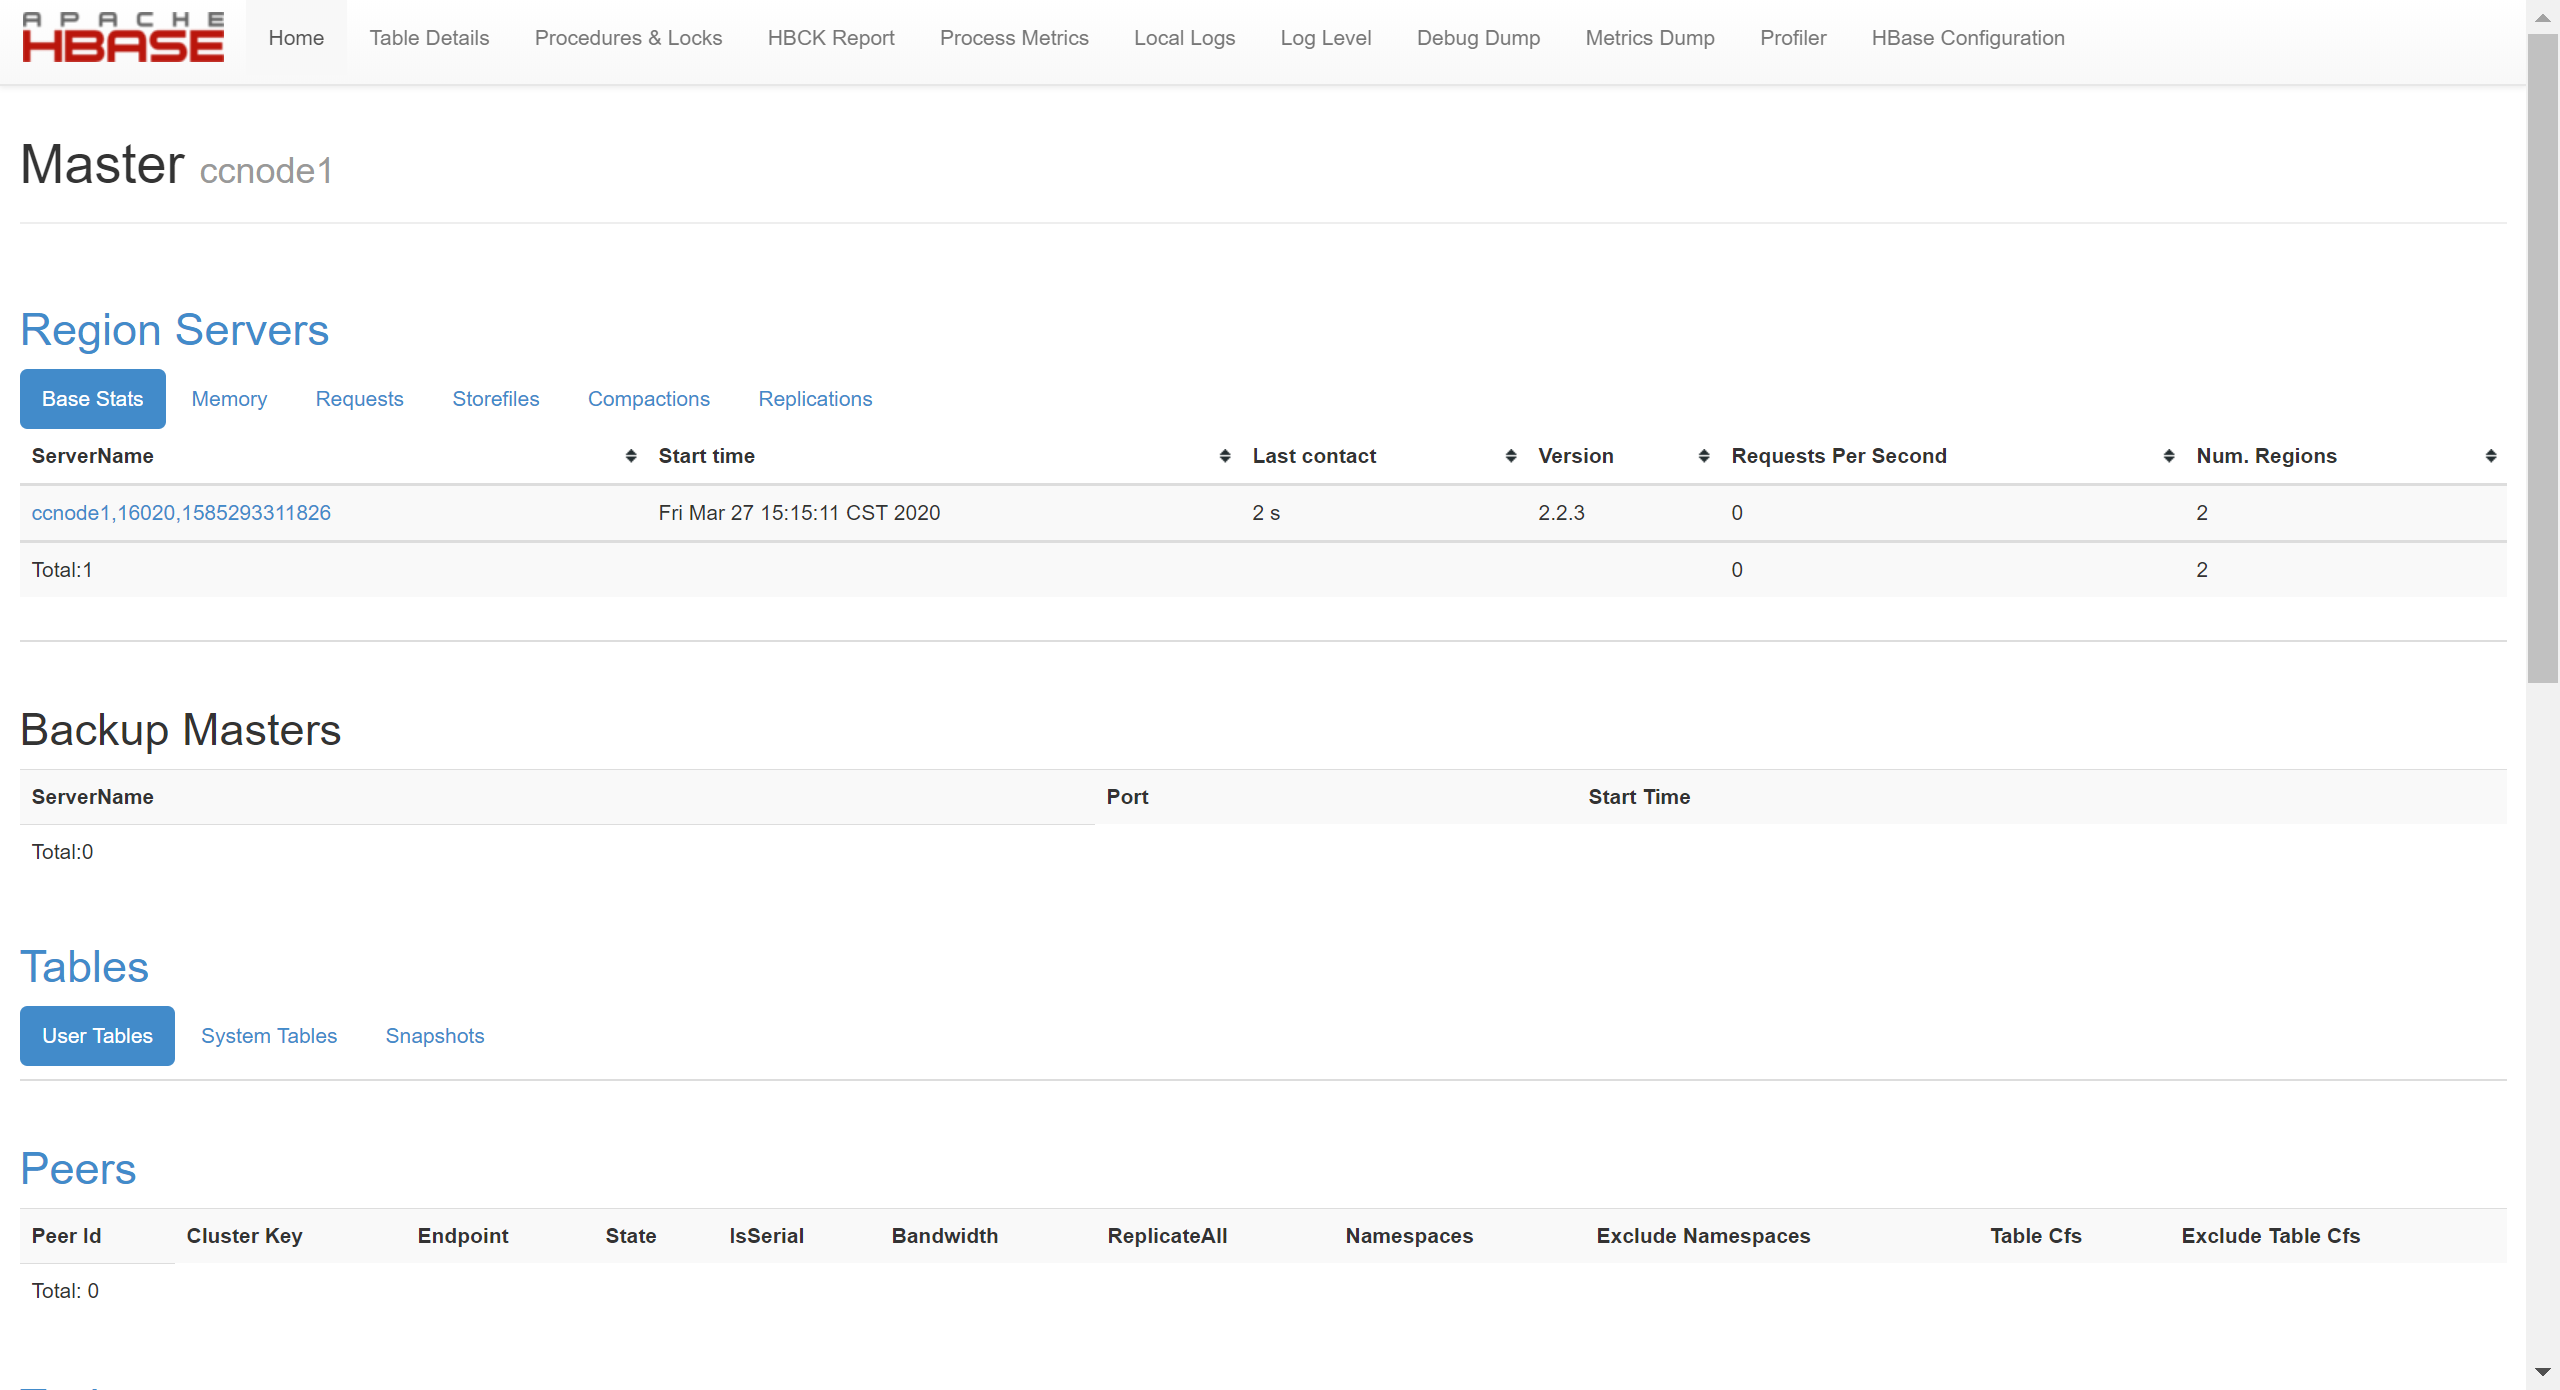 APACHE
HBASE
Home Table Details Procedures & Locks HBCK Report Process Metrics Local Logs Log Level Debug Dump Metrics Dump Profiler HBase Configuration
Master ccnode1
Region Servers
Base Stats Memory Requests Storefiles Compactions Replications
ServerName Start time Last contact Version Requests Per Second Num. Regions
ccnode1,16020,1585293311826 Fri Mar 27 15:15:11 CST 2020 2 s 2.2.3 0 2
Total:1 0 2
Backup Masters
ServerName Port Start Time
Total:0
Tables
User Tables System Tables Snapshots
Peers
Peer Id Cluster Key Endpoint State IsSerial Bandwidth ReplicateAll Namespaces Exclude Namespaces Table Cfs Exclude Table Cfs
Total: 0